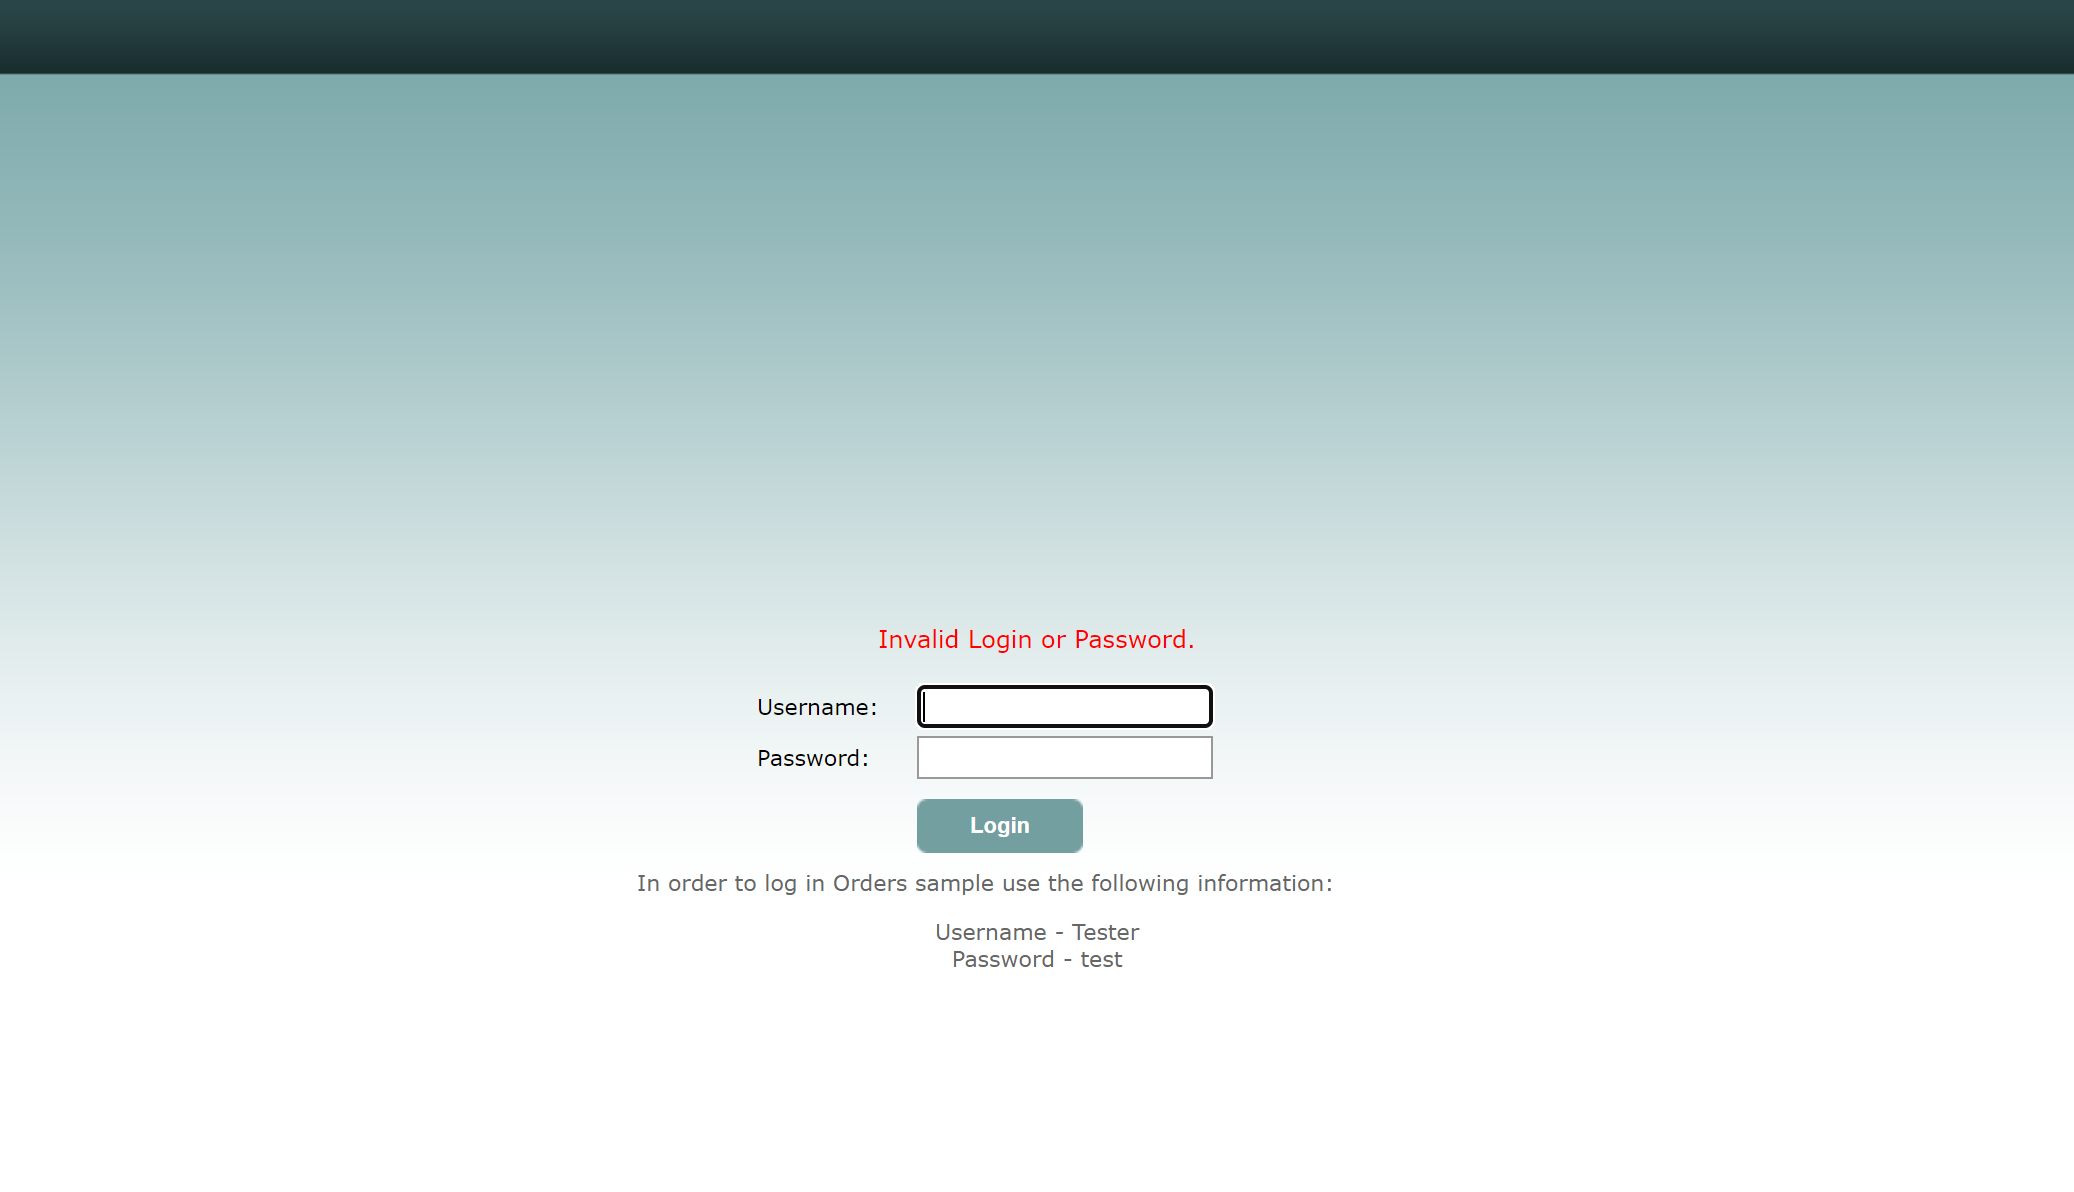 Invalid Login or Password.
Username:
Password:
Login
In order to log in Orders sample use the following information:
Username - Tester
Password - test